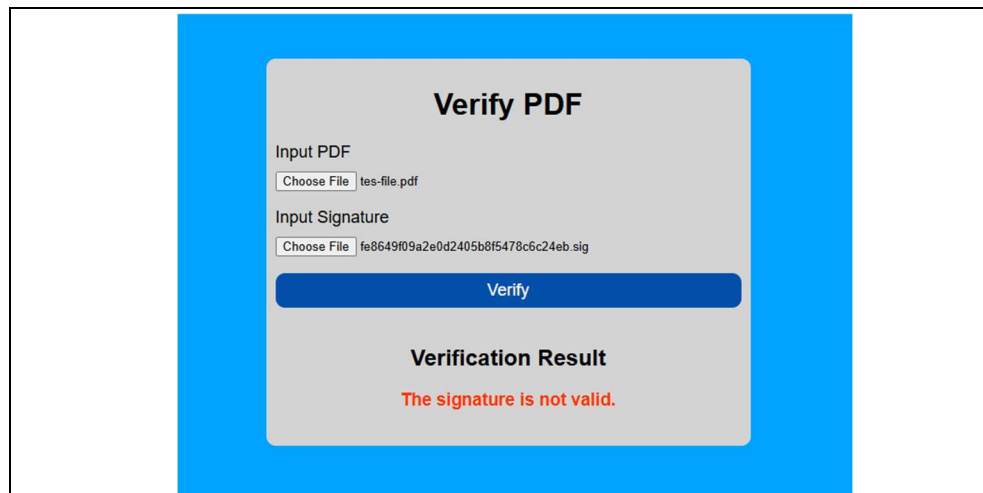 Verify PDF
Input PDF
Choose File tes-file.pdf
Input Signature
Choose File fe8649f09a2e0d2405b8f5478c6c24eb.sig
Verify
Verification Result
The signature is not valid.